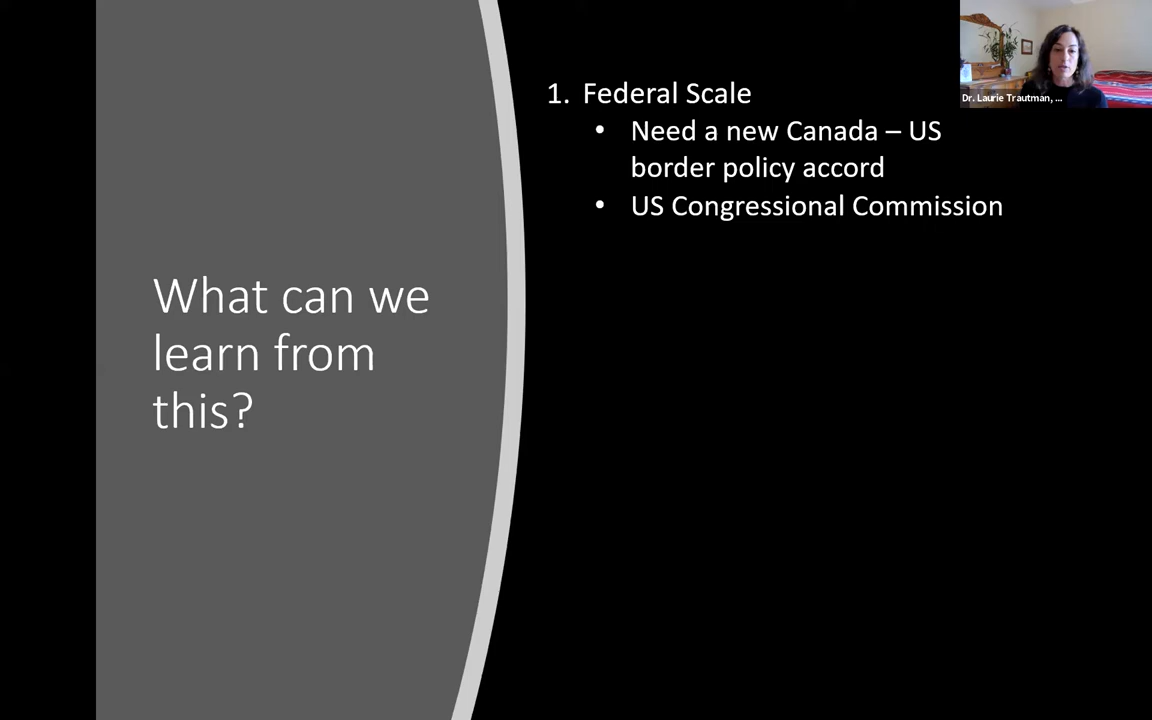 What can we
learn from
this?
1. Federal Scale
• Need a new Canada – US
border policy accord
• US Congressional Commission
Dr. Laurie Trautman, ...